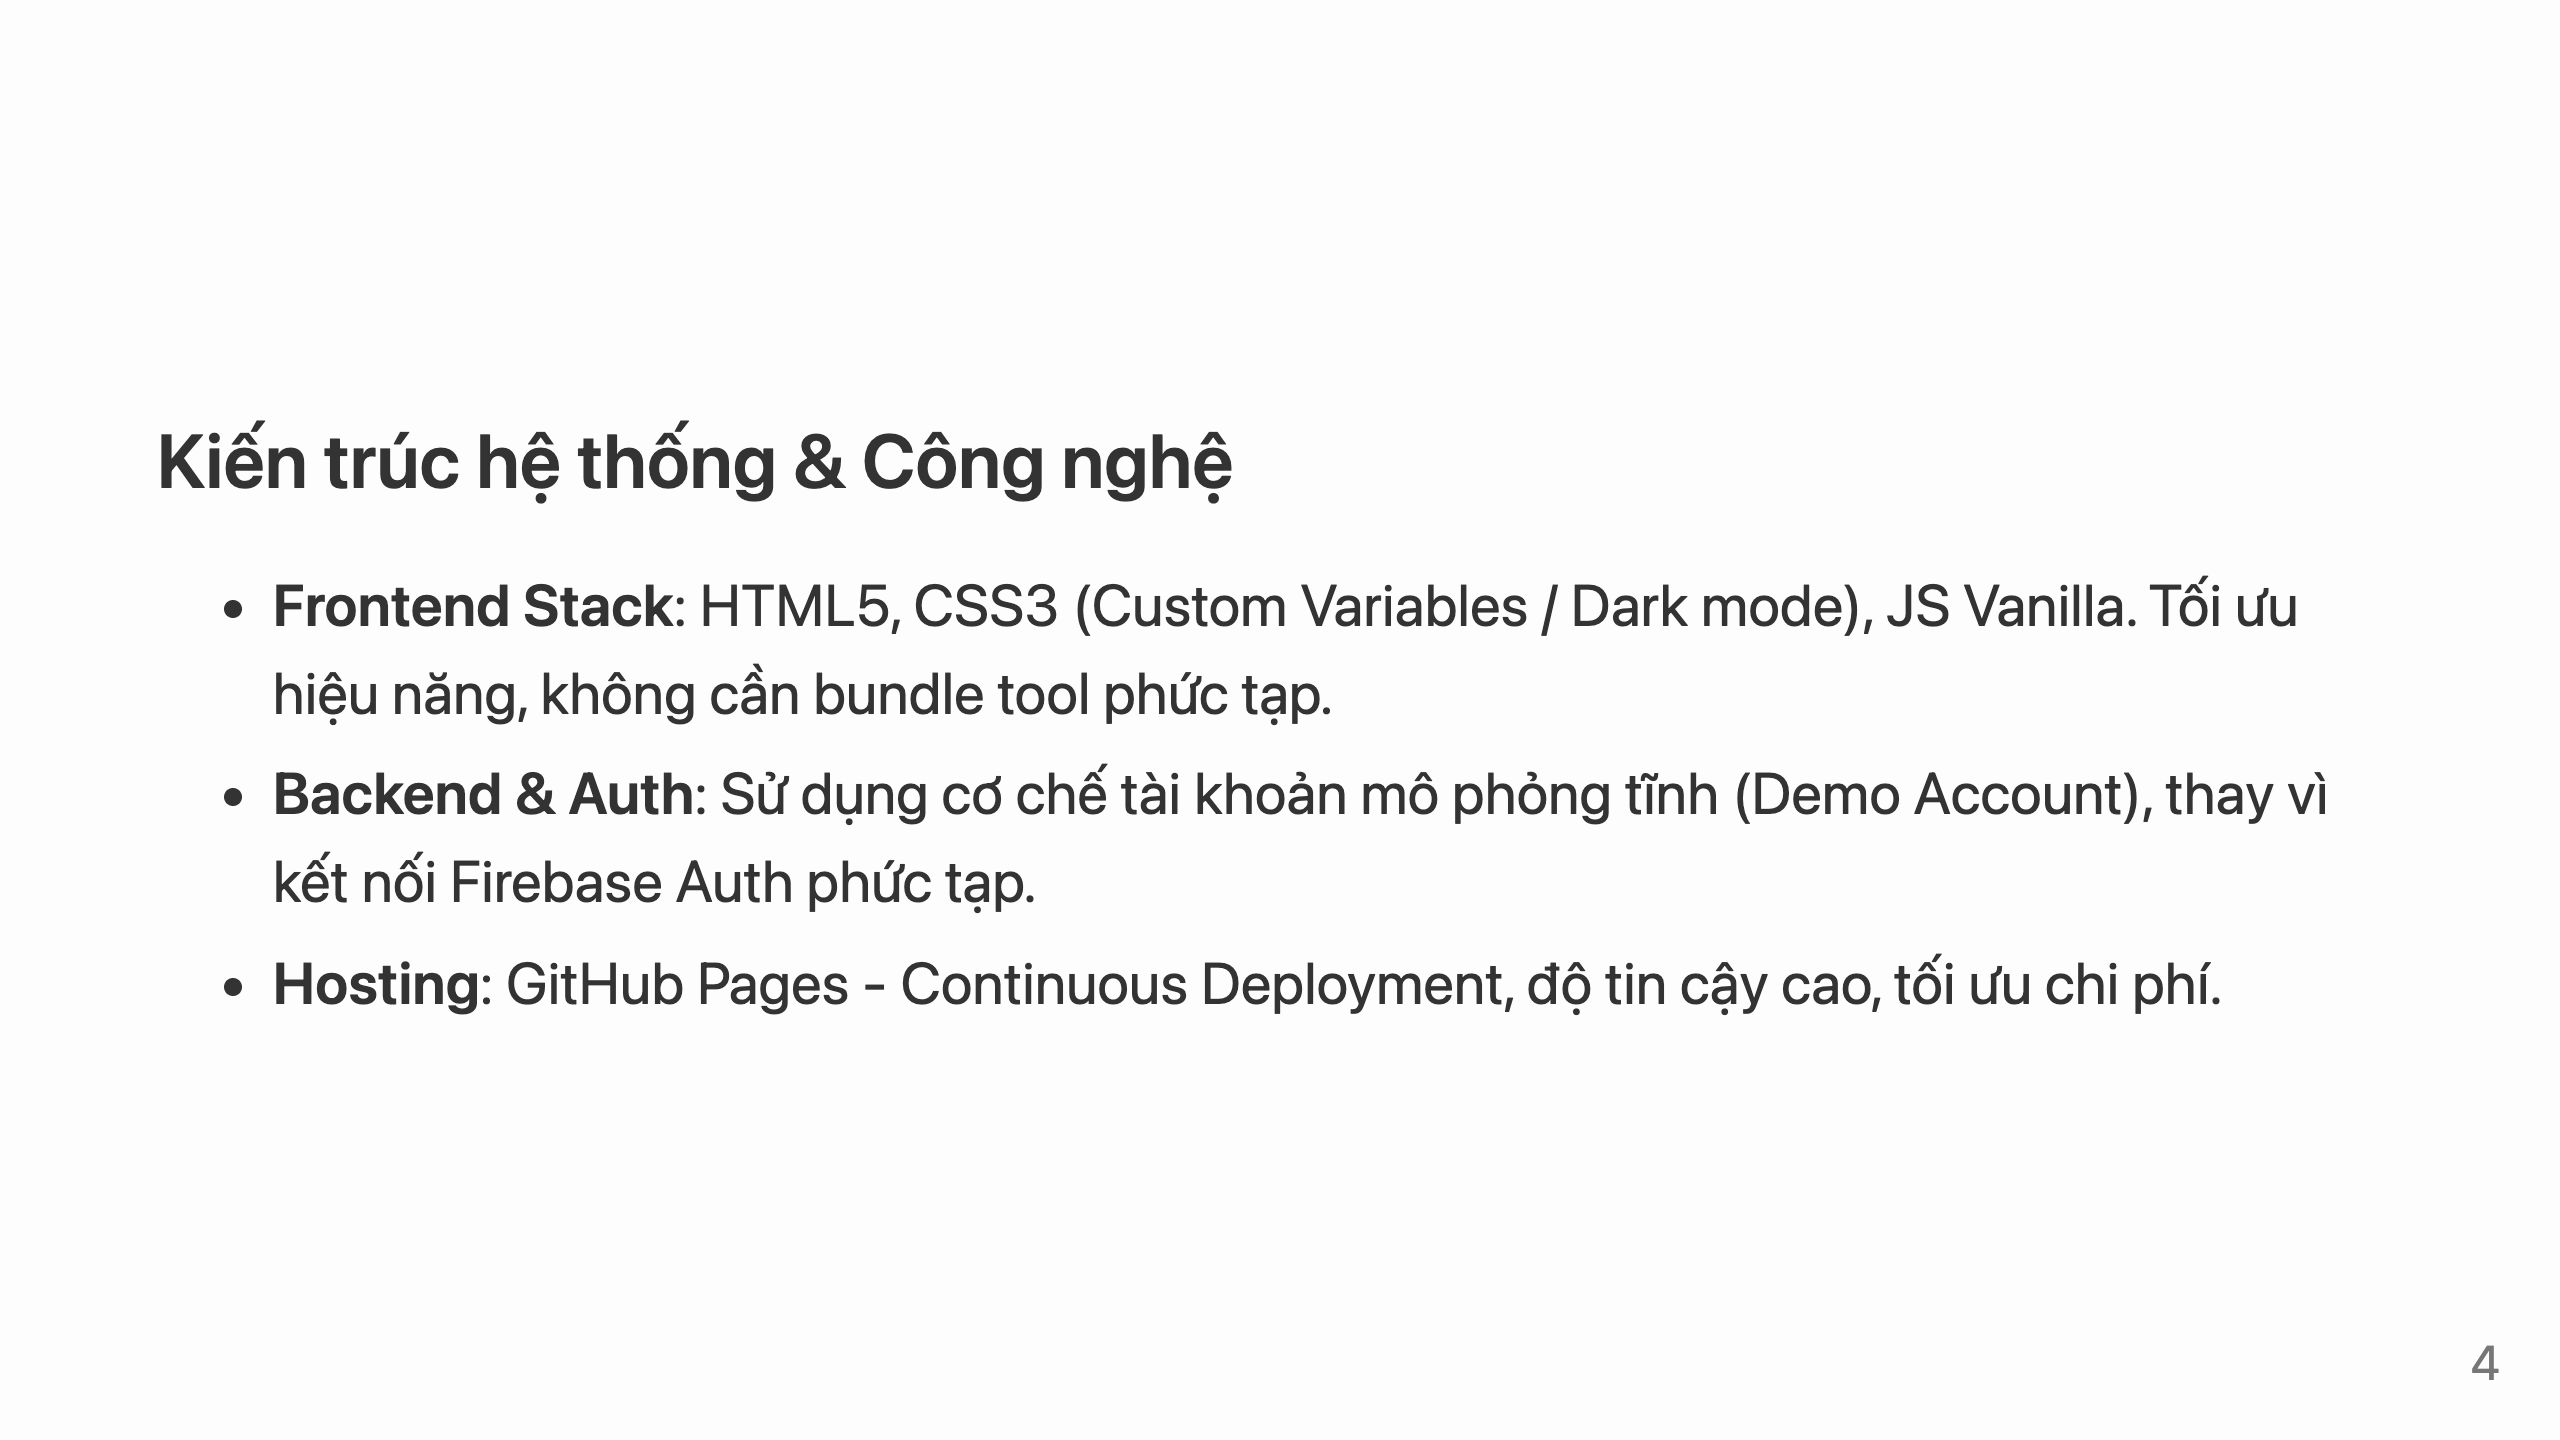 Kiến trúc hệ thống & Công nghệ
• Frontend Stack: HTML5, CSS3 (Custom Variables / Dark mode), JS Vanilla. Tối ưu
hiệu năng, không cần bundle tool phức tạp.
• Backend & Auth: Sử dụng cơ chế tài khoản mô phỏng tĩnh (Demo Account), thay vì
kết nối Firebase Auth phức tạp.
• Hosting: GitHub Pages - Continuous Deployment, độ tin cậy cao, tối ưu chi phí.
4